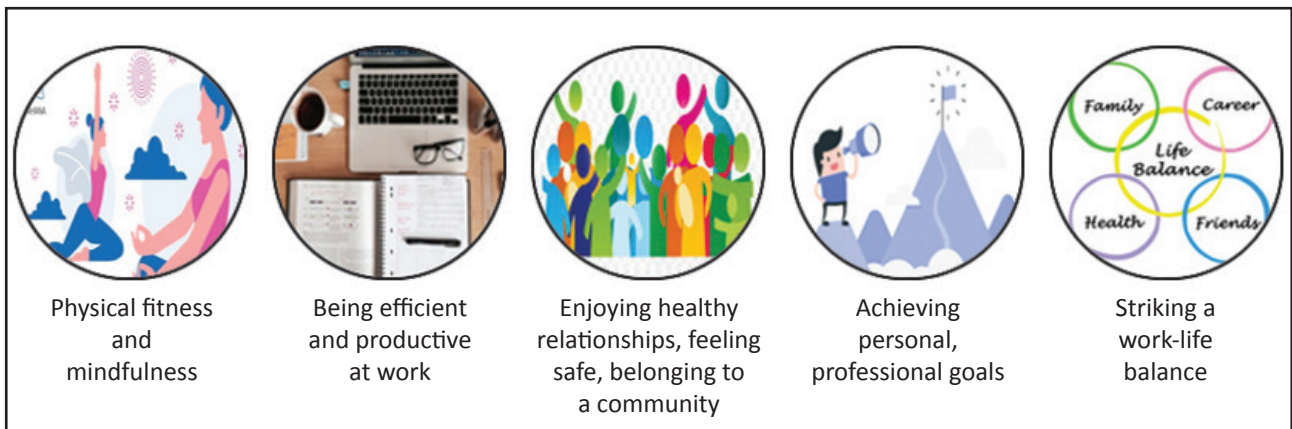 Family
Career
Life
Balance
Health
Friends
Physical fitness
and
mindfulness
Being efficient
and productive
at work
Enjoying healthy
relationships, feeling
safe, belonging to
a community
Achieving
personal,
professional goals
Striking a
work-life
balance